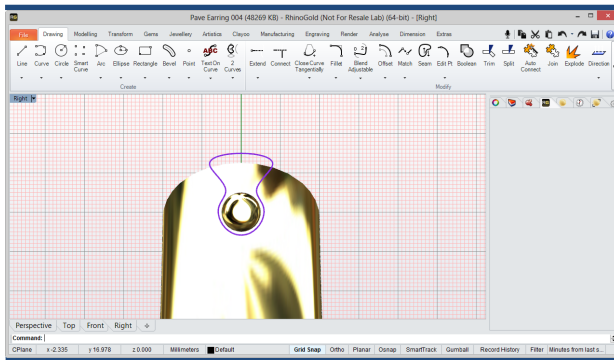 Pave Earring 004 (48269 KB) - RhinoGold (Not For Resale Lab) (64-bit) - [Right]
File Drawing Modelling Transform Gems Jewellery Artistics Clayoo Manufacturing Engraving Render Analyse Dimension Extras
Line Curve Circle Smart Curve Arc Ellipse Rectangle Bevel Point Text On Curve 2 Curves Extend Connect Close Curve Tangentially Fillet Blend Adjustable Offset Match Seam Edit Pt Boolean Trim Split Auto Connect Join Explode Direction
Create Modify
Right
Perspective Top Front Right
Command:
CPlane x -2.335 y 16.978 z 0.000 Millimeters Default Grid Snap Ortho Planar Osnap SmartTrack Gumball Record History Filter Minutes from last s...